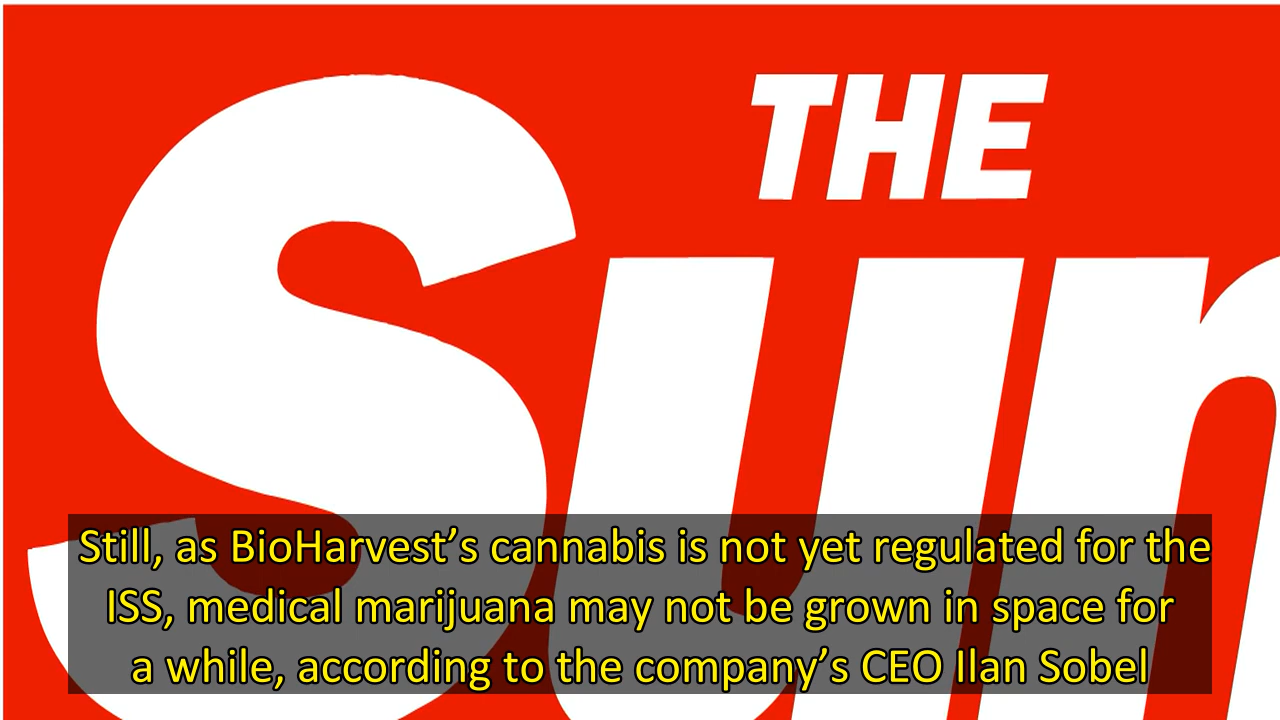 THE
Sun
Still, as BioHarvest’s cannabis is not yet regulated for the
ISS, medical marijuana may not be grown in space for
a while, according to the company’s CEO Ilan Sobel